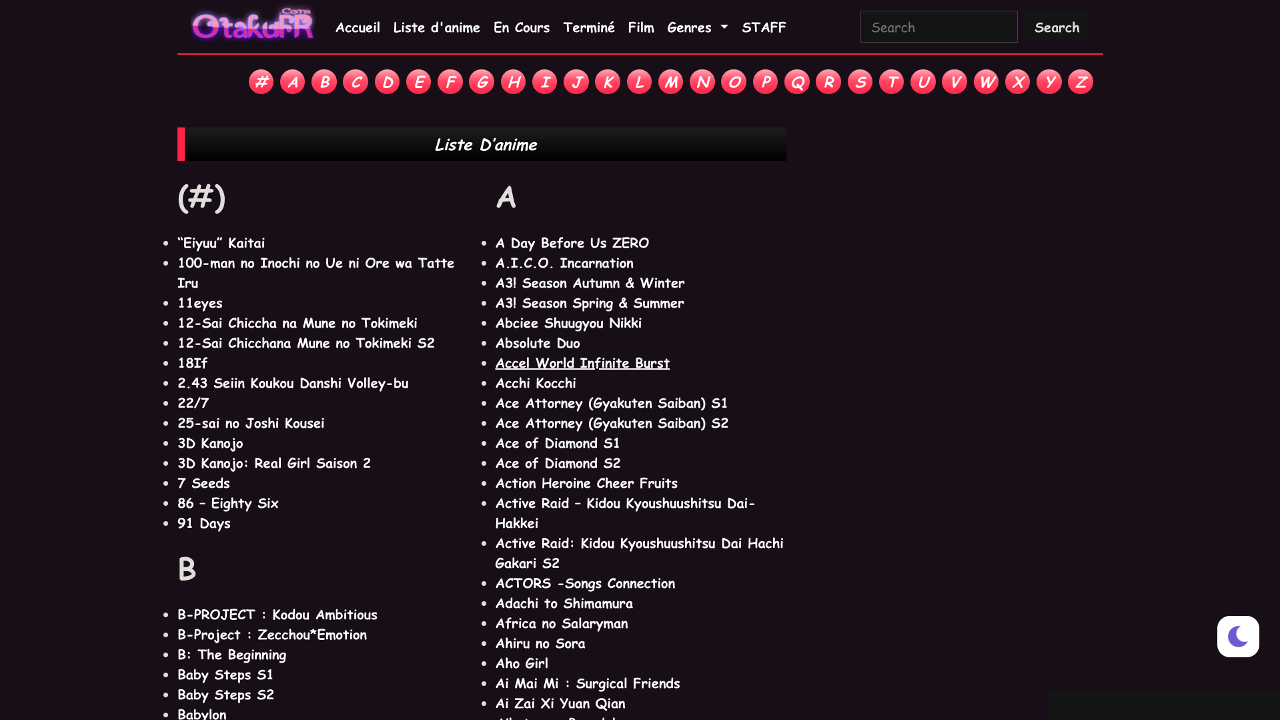 OtakuFR
.Com
Accueil
Liste d'anime
En Cours
Terminé
Film
Genres
STAFF
Search
Search
# A B C D E F G H I J K L M N O P Q R S T U V W X Y Z
Liste D'anime
(#)
“Eiyuu” Kaitai
100-man no Inochi no Ue ni Ore wa Tatte
Iru
11eyes
12-Sai Chiccha na Mune no Tokimeki
12-Sai Chicchana Mune no Tokimeki S2
18If
2.43 Seiin Koukou Danshi Volley-bu
22/7
25-sai no Joshi Kousei
3D Kanojo
3D Kanojo: Real Girl Saison 2
7 Seeds
86 – Eighty Six
91 Days
B
B-PROJECT : Kodou Ambitious
B-Project : Zecchou*Emotion
B: The Beginning
Baby Steps S1
Baby Steps S2
Babylon
A
A Day Before Us ZERO
A.I.C.O. Incarnation
A3! Season Autumn & Winter
A3! Season Spring & Summer
Abciee Shuugyou Nikki
Absolute Duo
Accel World Infinite Burst
Acchi Kocchi
Ace Attorney (Gyakuten Saiban) S1
Ace Attorney (Gyakuten Saiban) S2
Ace of Diamond S1
Ace of Diamond S2
Action Heroine Cheer Fruits
Active Raid – Kidou Kyoushuushitsu Dai-
Hakkei
Active Raid: Kidou Kyoushuushitsu Dai Hachi
Gakari S2
ACTORS -Songs Connection
Adachi to Shimamura
Africa no Salaryman
Ahiru no Sora
Aho Girl
Ai Mai Mi : Surgical Friends
Ai Zai Xi Yuan Qian